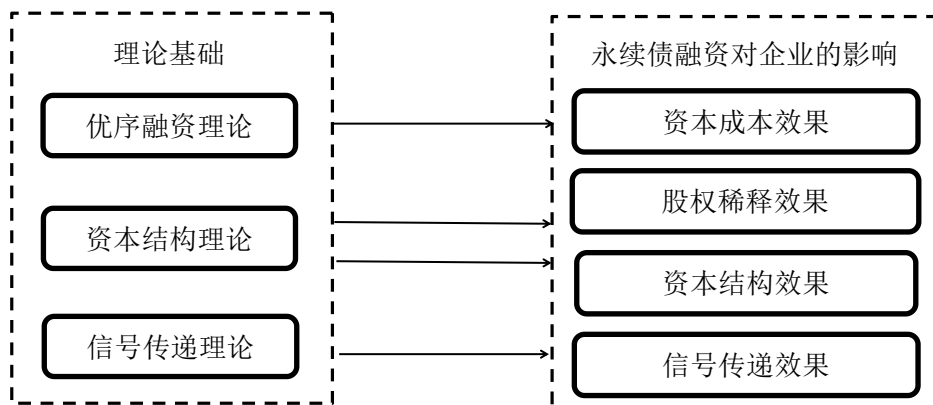 理论基础
优序融资理论
资本结构理论
信号传递理论
永续债融资对企业的影响
资本成本效果
股权稀释效果
资本结构效果
信号传递效果